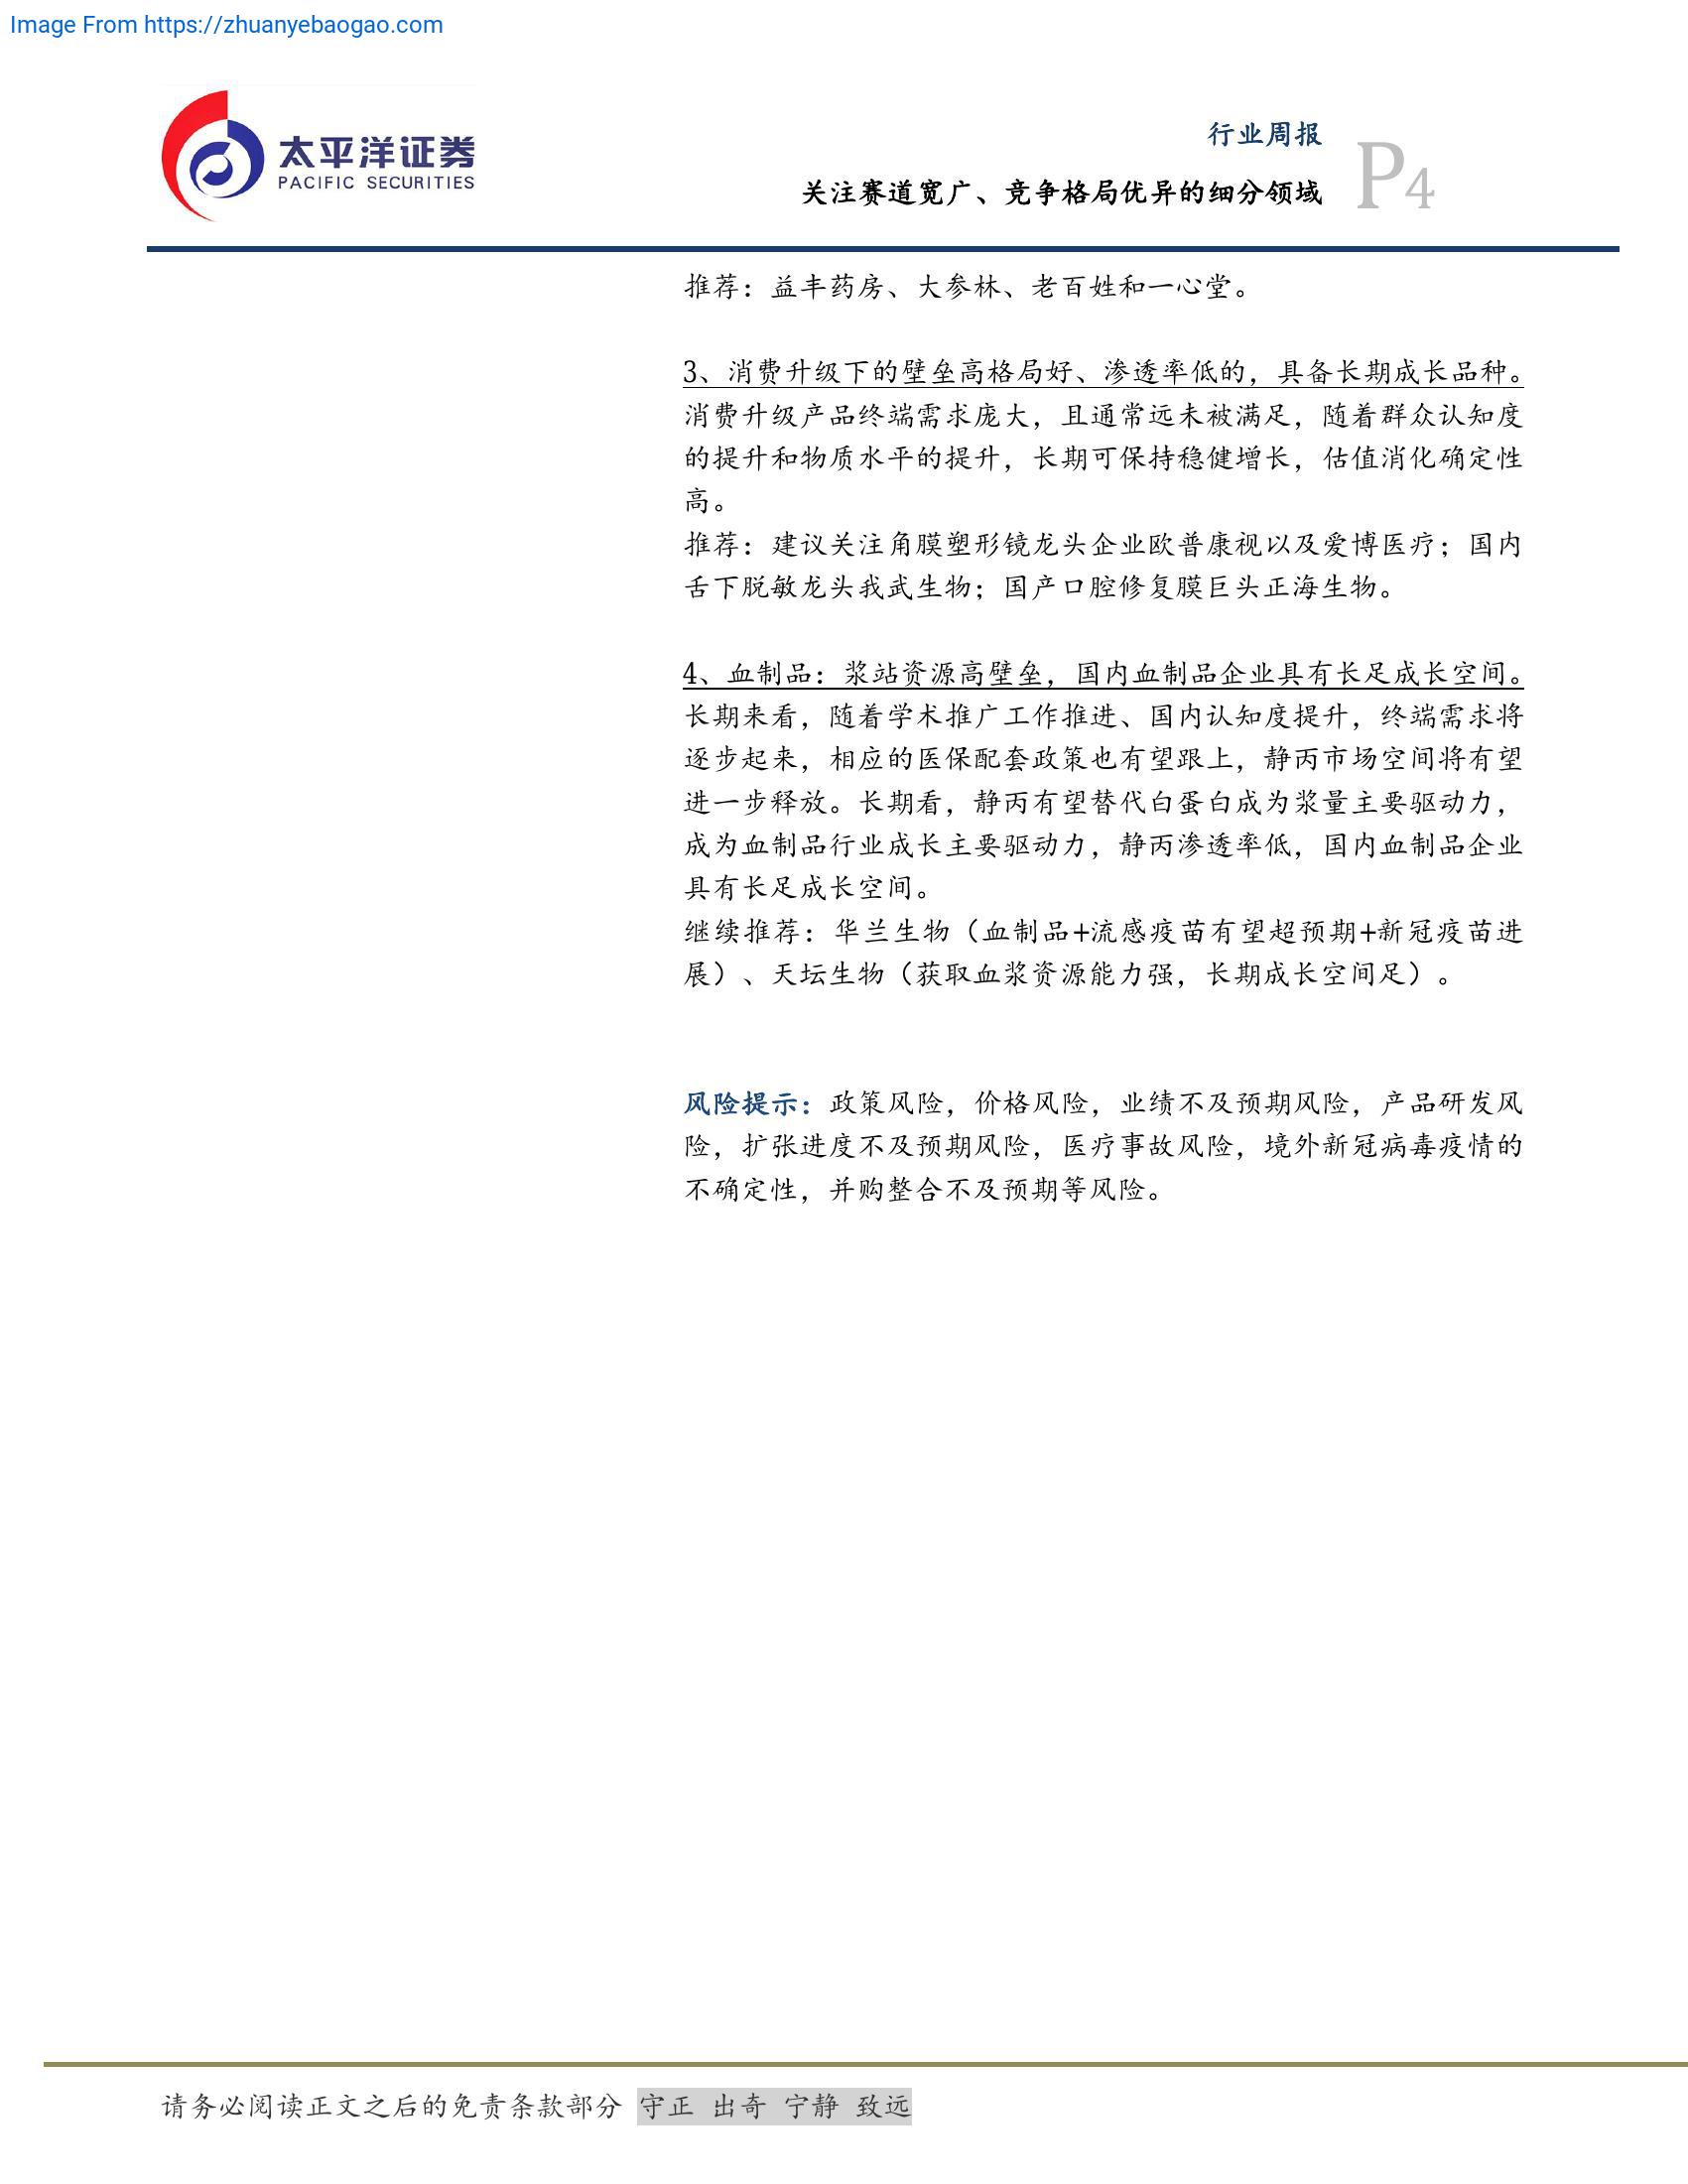 Image From https://zhuanyebaogao.com
太平洋证券
PACIFIC SECURITIES
行业周报
关注赛道宽广、竞争格局优异的细分领域
P4
推荐：益丰药房、大参林、老百姓和一心堂。
3、消费升级下的壁垒高格局好、渗透率低的，具备长期成长品种。
消费升级产品终端需求庞大，且通常远未被满足，随着群众认知度
的提升和物质水平的提升，长期可保持稳健增长，估值消化确定性
高。
推荐：建议关注角膜塑形镜龙头企业欧普康视以及爱博医疗；国内
舌下脱敏龙头我武生物；国产口腔修复膜巨头正海生物。
4、血制品：浆站资源高壁垒，国内血制品企业具有长足成长空间。
长期来看，随着学术推广工作推进、国内认知度提升，终端需求将
逐步起来，相应的医保配套政策也有望跟上，静丙市场空间将有望
进一步释放。长期看，静丙有望替代白蛋白成为浆量主要驱动力，
成为血制品行业成长主要驱动力，静丙渗透率低，国内血制品企业
具有长足成长空间。
继续推荐：华兰生物（血制品+流感疫苗有望超预期+新冠疫苗进
展）、天坛生物（获取血浆资源能力强，长期成长空间足）。
风险提示：政策风险，价格风险，业绩不及预期风险，产品研发风
险，扩张进度不及预期风险，医疗事故风险，境外新冠病毒疫情的
不确定性，并购整合不及预期等风险。
请务必阅读正文之后的免责条款部分 守正 出奇 宁静 致远